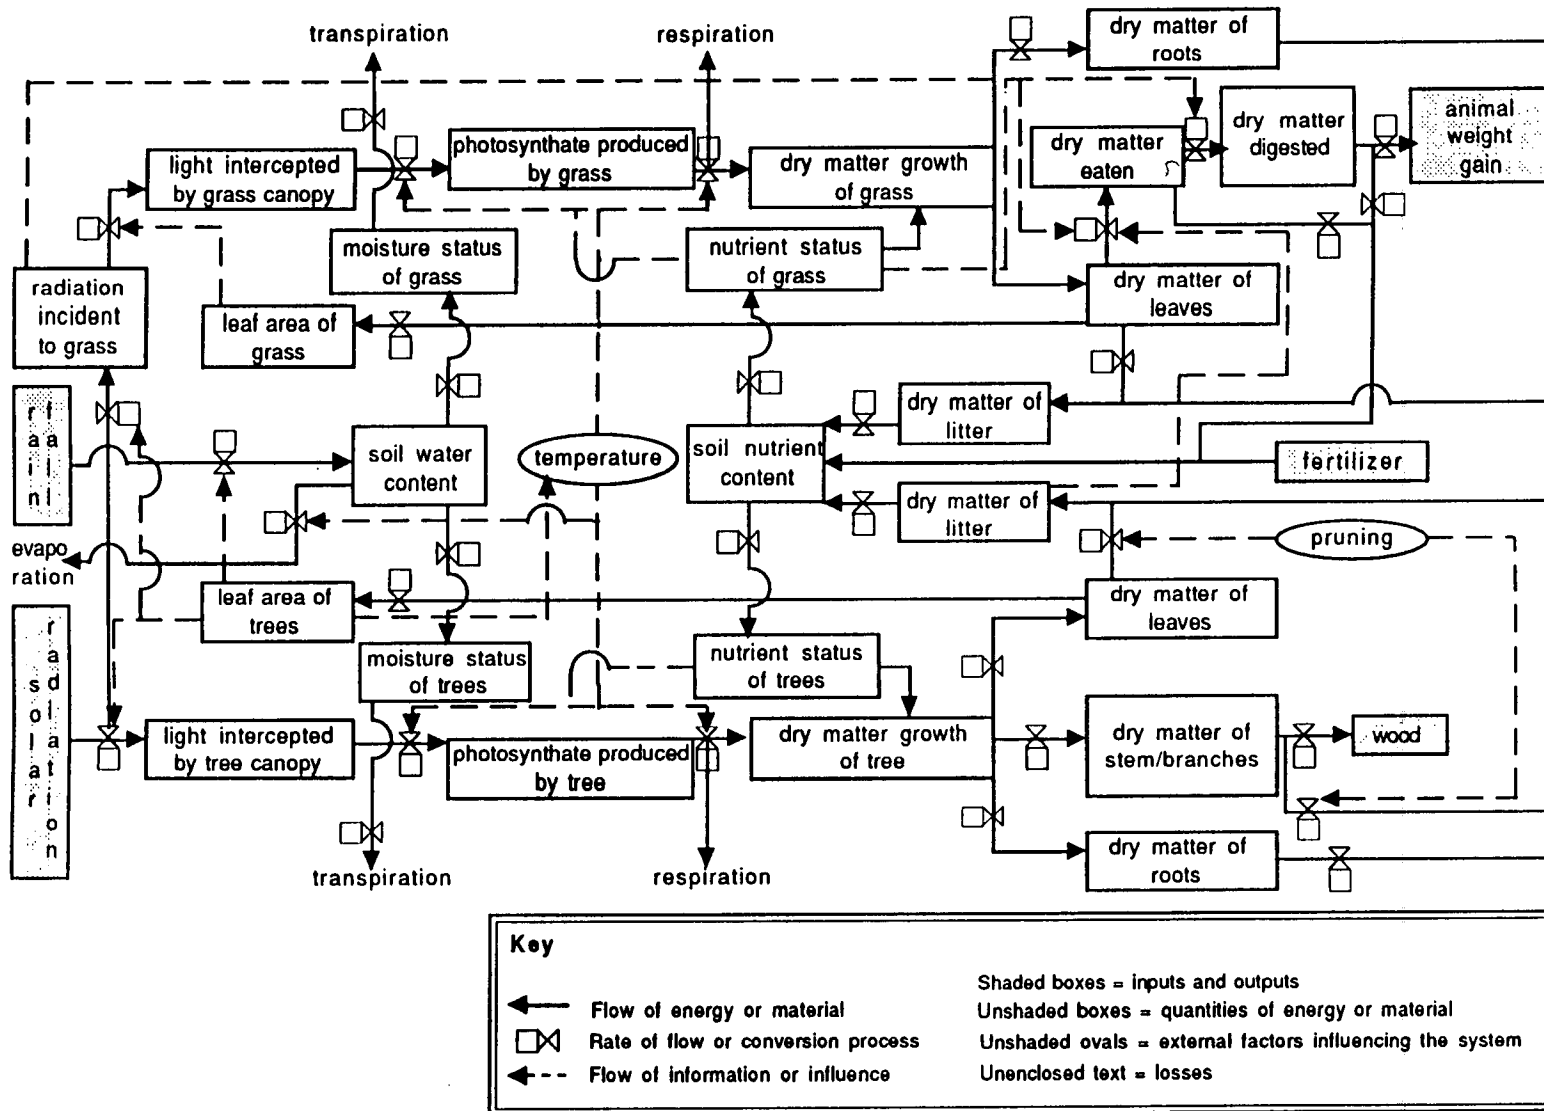 transpiration
respiration
dry matter of
roots
light intercepted
by grass canopy
photosynthate produced
by grass
dry matter growth
of grass
dry matter
eaten
dry matter
digested
animal
weight
gain
moisture status
of grass
nutrient status
of grass
radiation
incident
to grass
leaf area of
grass
dry matter of
leaves
rain
fall
soil water
content
temperature
soil nutrient
content
dry matter of
litter
fertilizer
dry matter of
litter
evapo
ration
pruning
leaf area of
trees
dry matter of
leaves
solar
radiation
moisture status
of trees
nutrient status
of trees
light intercepted
by tree canopy
photosynthate produced
by tree
dry matter growth
of tree
dry matter of
stem/branches
wood
dry matter of
roots
transpiration
respiration
Key
Flow of energy or material
Rate of flow or conversion process
Flow of information or influence
Shaded boxes = inputs and outputs
Unshaded boxes = quantities of energy or material
Unshaded ovals = external factors influencing the system
Unenclosed text = losses